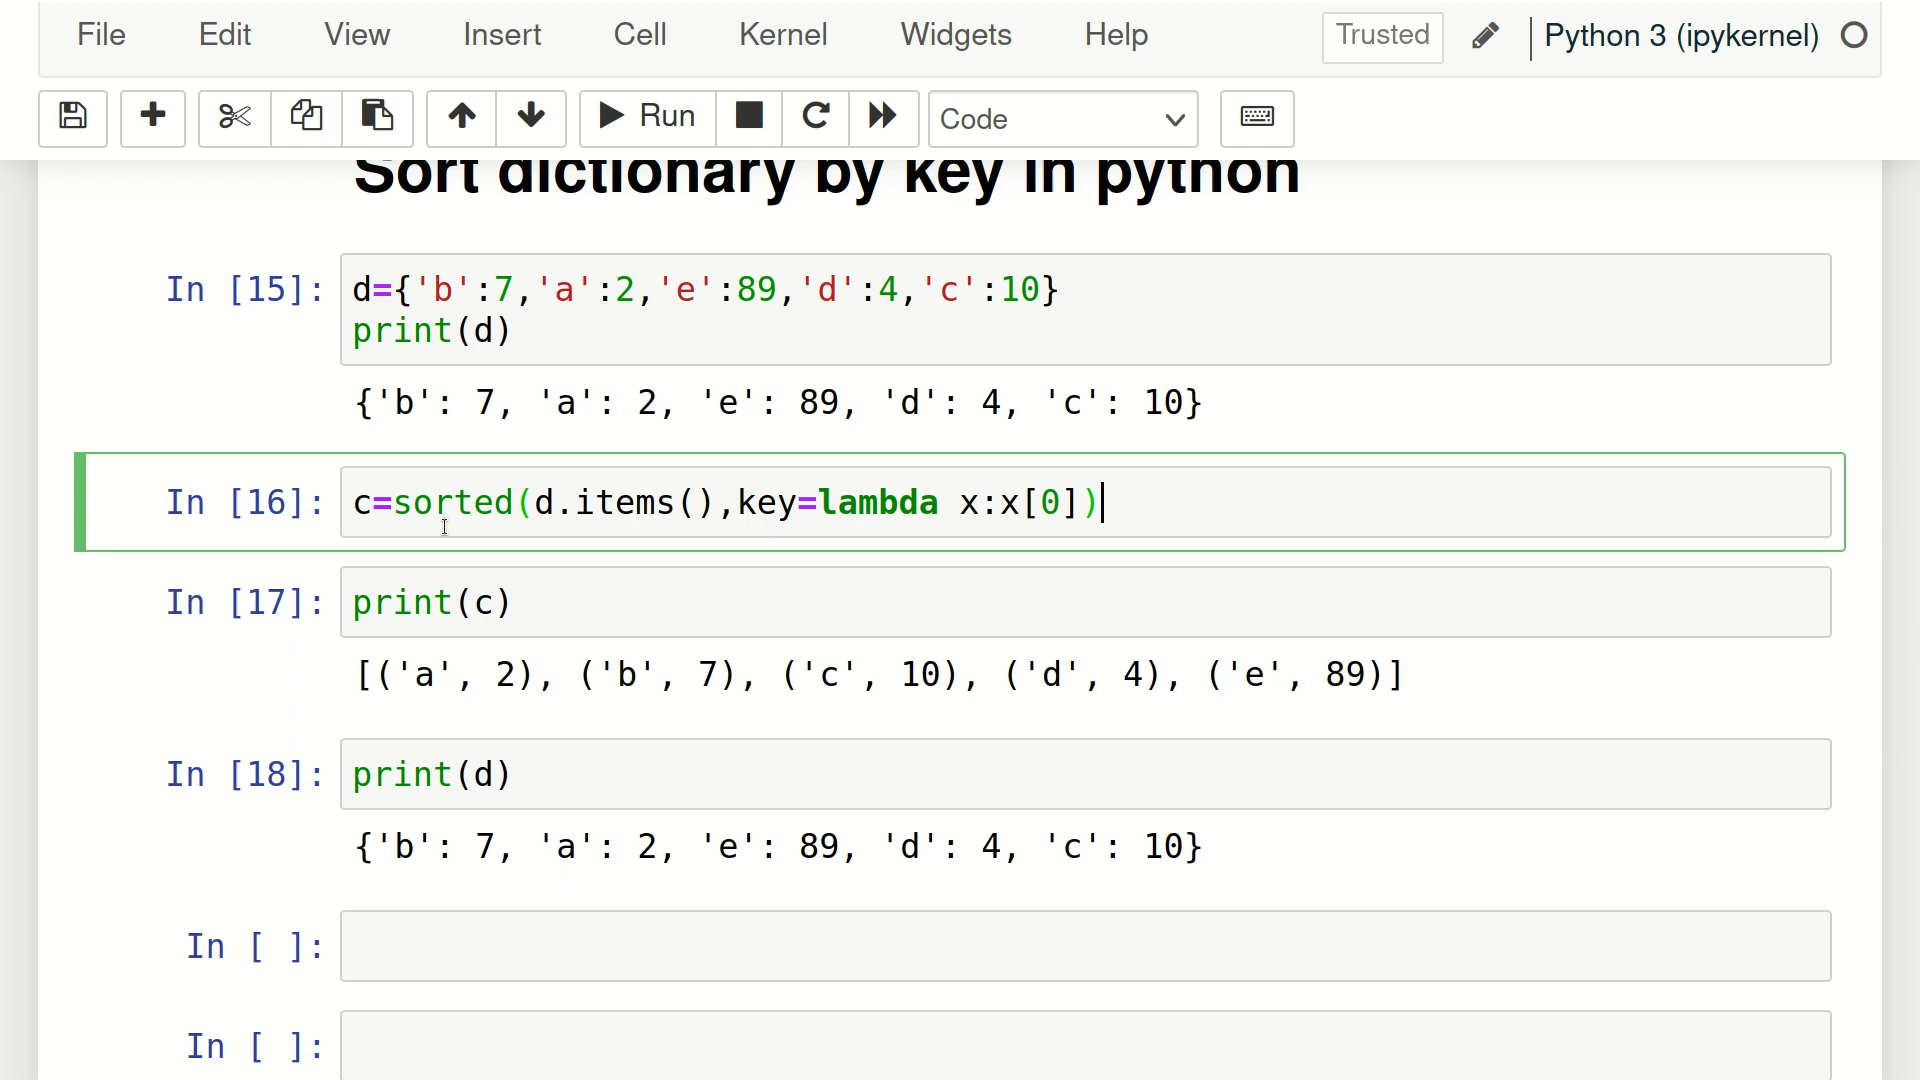 File Edit View Insert Cell Kernel Widgets Help Trusted Python 3 (ipykernel)
Run Code
Sort dictionary by key in python
In [15]: d={'b':7,'a':2,'e':89,'d':4,'c':10}
print(d)
{'b': 7, 'a': 2, 'e': 89, 'd': 4, 'c': 10}
In [16]: c=sorted(d.items(),key=lambda x:x[0])
In [17]: print(c)
[('a', 2), ('b', 7), ('c', 10), ('d', 4), ('e', 89)]
In [18]: print(d)
{'b': 7, 'a': 2, 'e': 89, 'd': 4, 'c': 10}
In [ ]:
In [ ]: